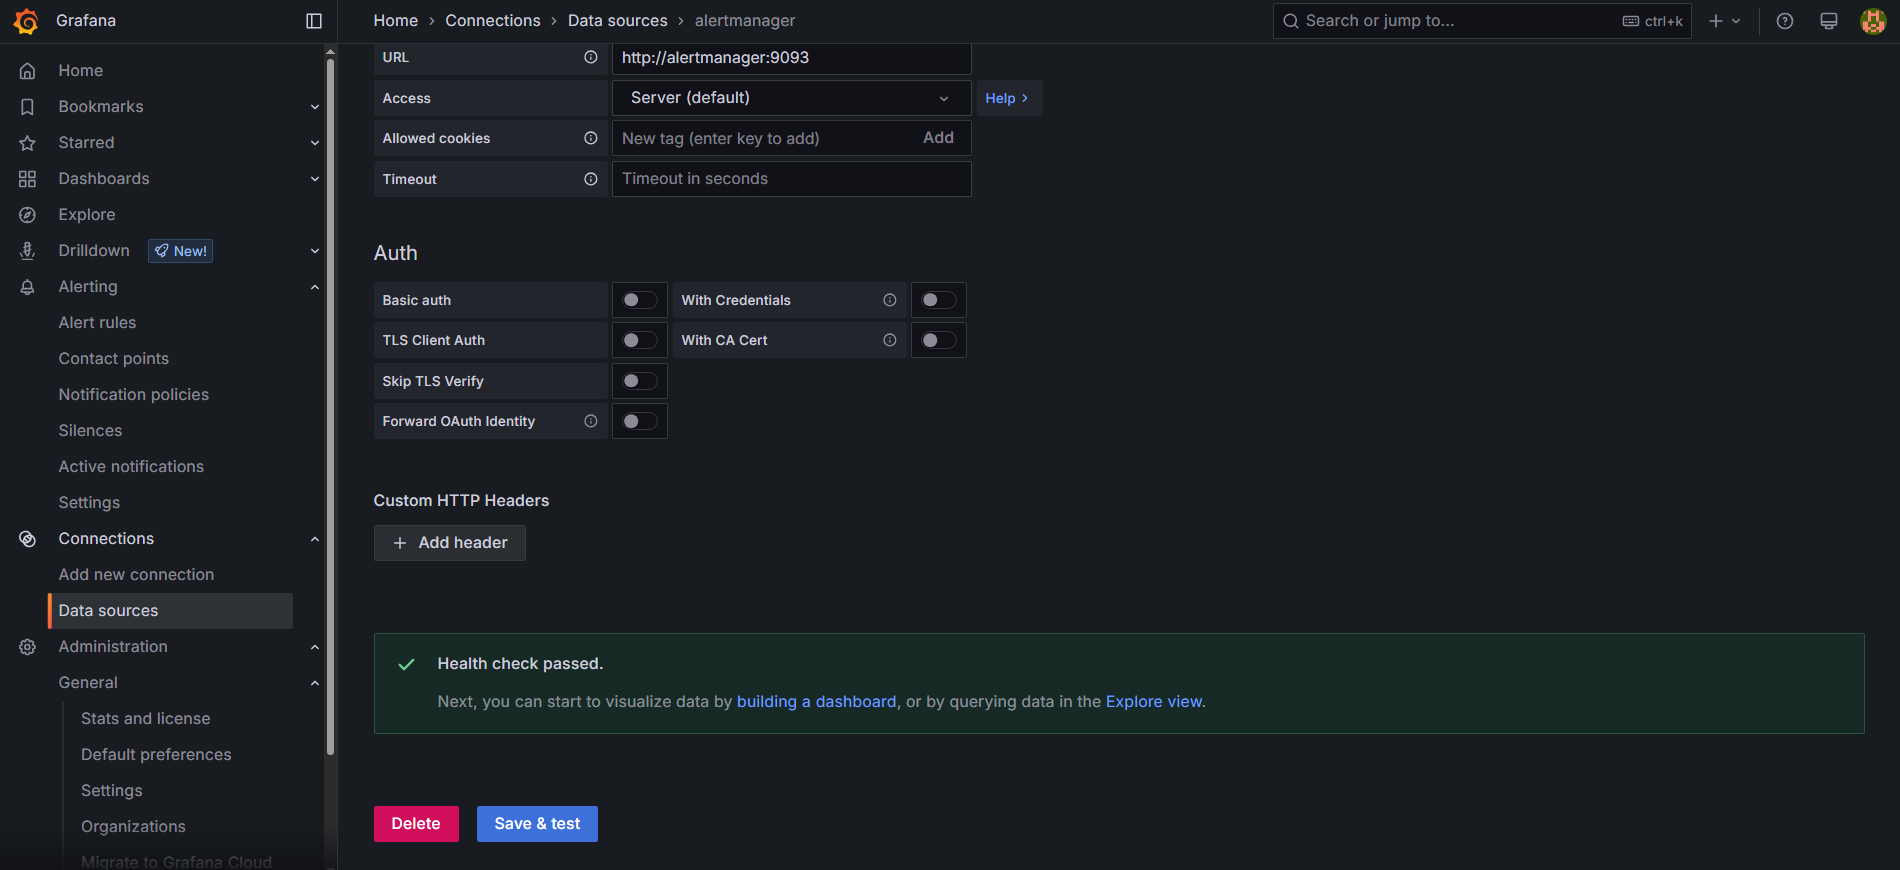 Grafana
Home
Connections
Data sources
alertmanager
Search or jump to...
ctrl+k
Home
Bookmarks
Starred
Dashboards
Explore
Drilldown
New!
Alerting
Alert rules
Contact points
Notification policies
Silences
Active notifications
Settings
Connections
Add new connection
Data sources
Administration
General
Stats and license
Default preferences
Settings
Organizations
Migrate to Grafana Cloud
URL
http://alertmanager:9093
Access
Server (default)
Help
Allowed cookies
New tag (enter key to add)
Add
Timeout
Timeout in seconds
Auth
Basic auth
With Credentials
TLS Client Auth
With CA Cert
Skip TLS Verify
Forward OAuth Identity
Custom HTTP Headers
Add header
Health check passed.
Next, you can start to visualize data by building a dashboard, or by querying data in the Explore view.
Delete
Save & test